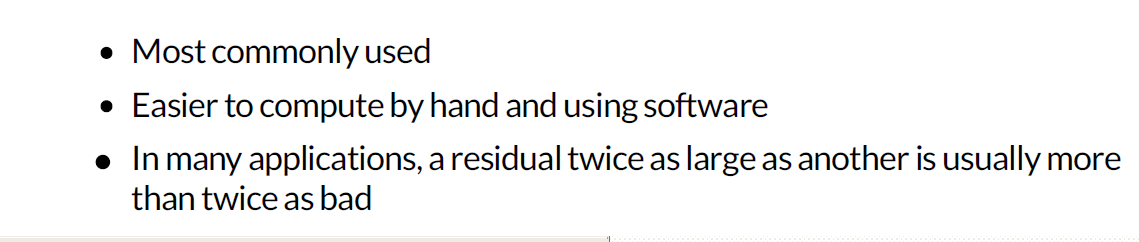 • Most commonly used
• Easier to compute by hand and using software
• In many applications, a residual twice as large as another is usually more
than twice as bad